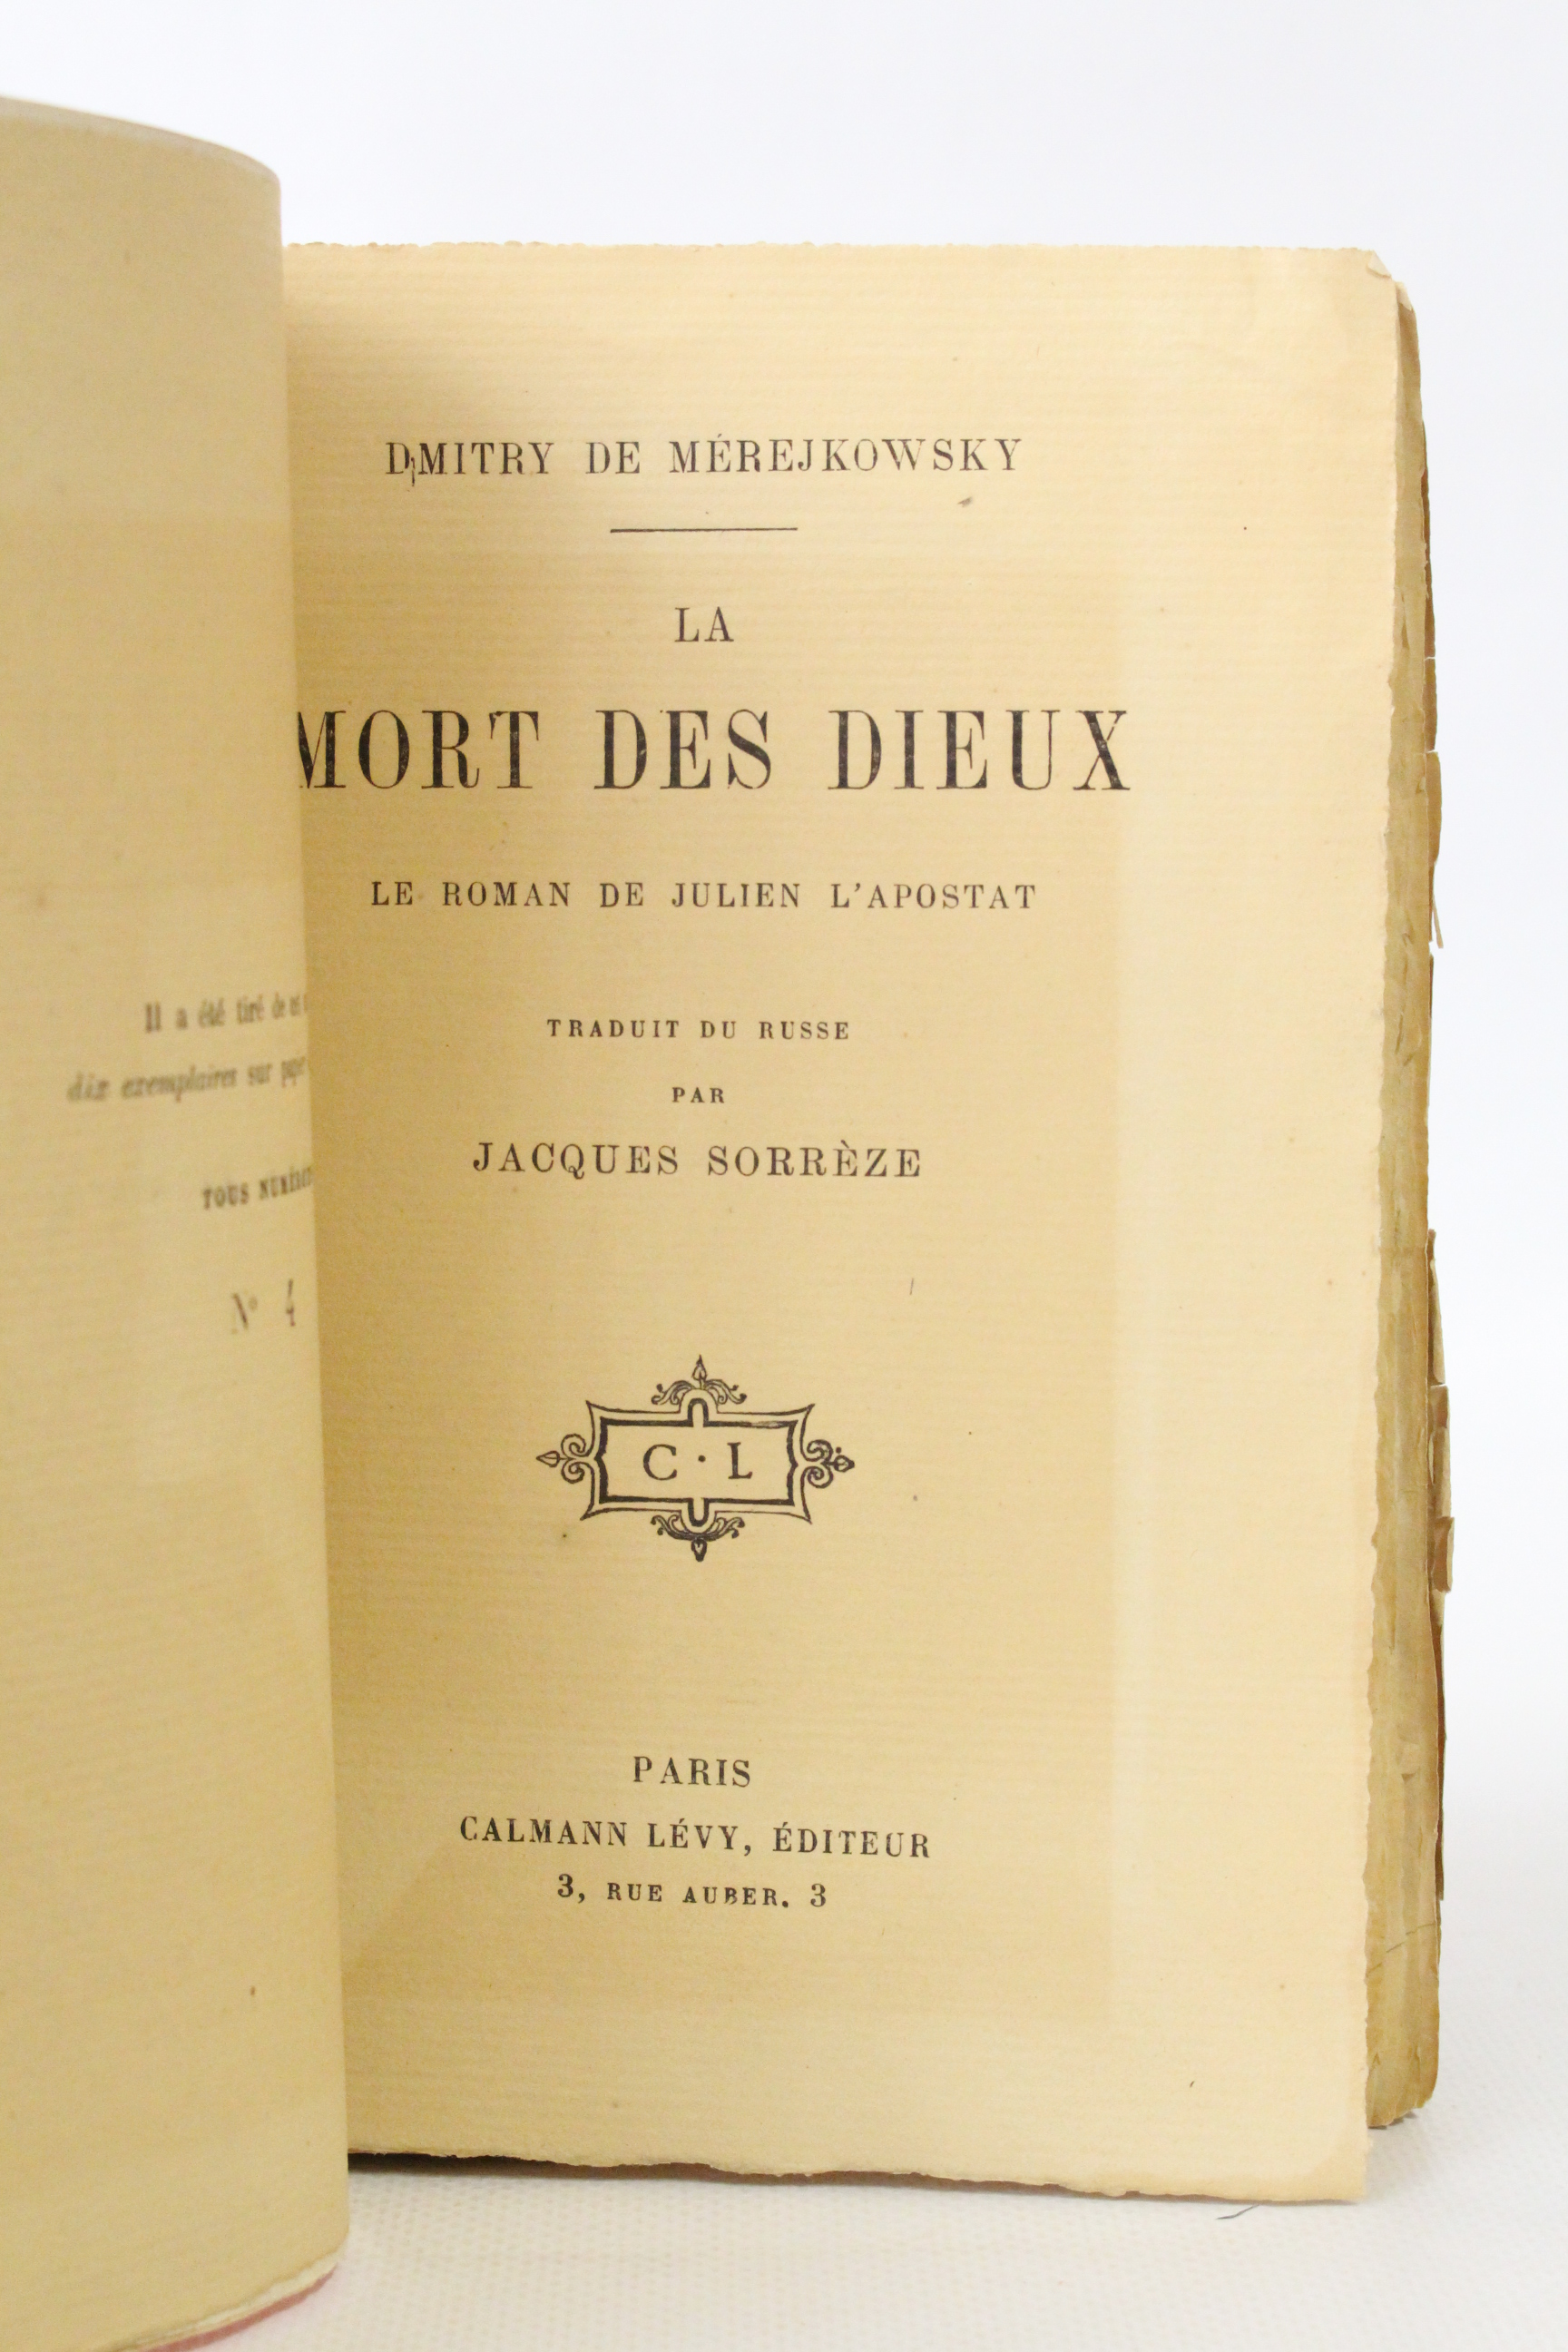 Il a été tiré de
dix exemplaires sur
TOUS
N° 4
DMITRY DE MÉREJKOWSKY
LA
MORT DES DIEUX
LE ROMAN DE JULIEN L'APOSTAT
TRADUIT DU RUSSE
PAR
JACQUES SORRÈZE
C · L
PARIS
CALMANN LÉVY, ÉDITEUR
3, RUE AUBER. 3